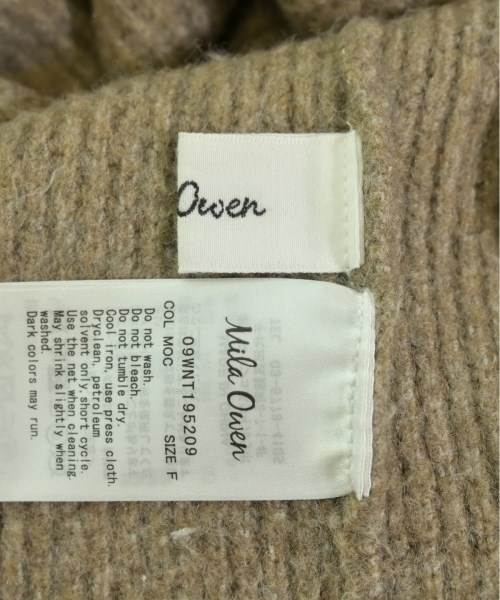 Owen
Mila Owen
09WNT195209
COL MOC SIZE F
Do not wash.
Do not bleach.
Do not tumble dry.
Cool iron, use press cloth.
Dryclean, petroleum
solvent only,short cycle.
Use the net when cleaning
May shrink slightly when
washed.
Dark colors may run.